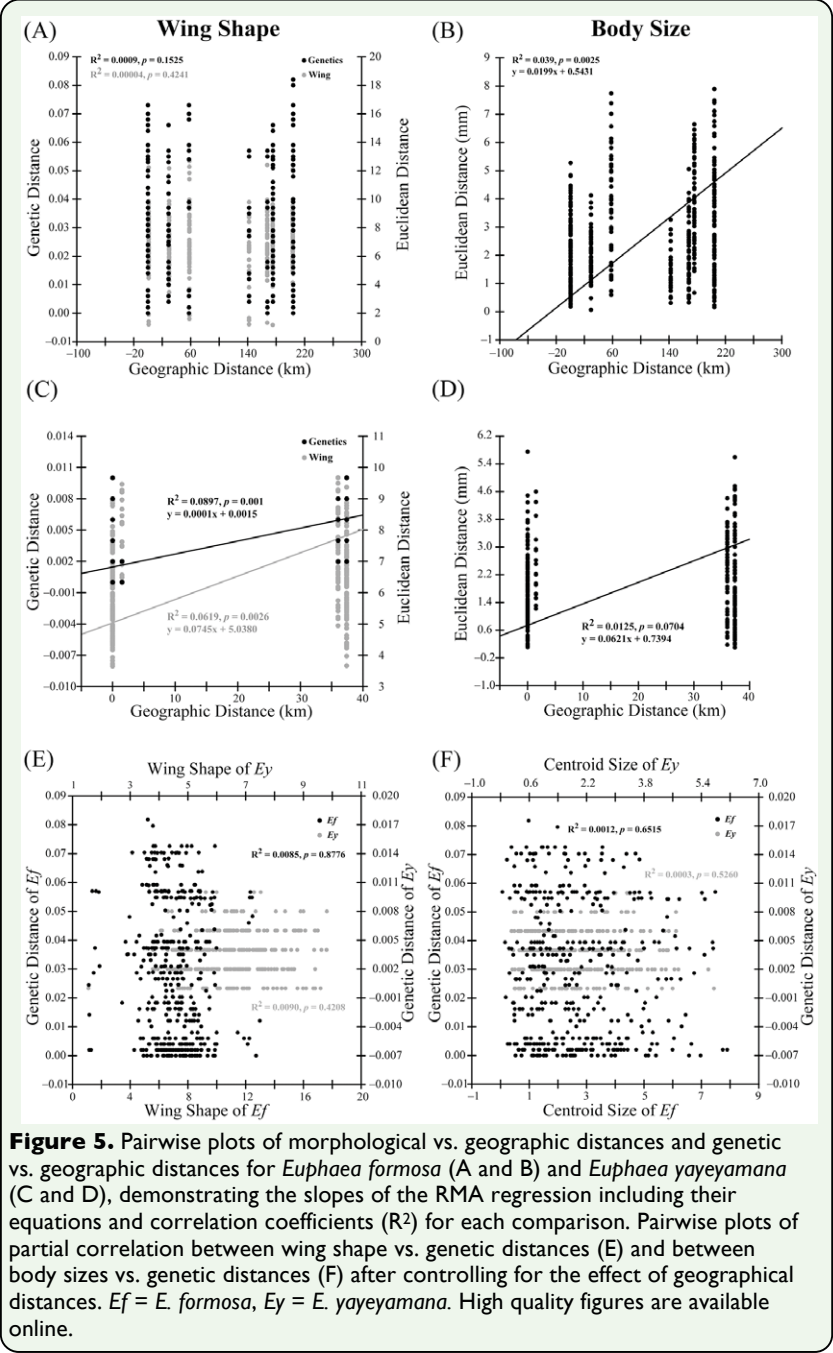 Wing Shape
Body Size
(A)
R² = 0.0009, p = 0.1525
R² = 0.00004, p = 0.4241
Genetics
Wing
0.09
0.08
0.07
0.06
0.05
0.04
0.03
0.02
0.01
0.00
−0.01
Genetic Distance
20
18
16
14
12
10
8
6
4
2
0
Euclidean Distance
−100 −20 60 140 220 300
Geographic Distance (km)
(B)
R² = 0.039, p = 0.0025
y = 0.0199x + 0.5431
9
8
7
6
5
4
3
2
1
0
−1
Euclidean Distance (mm)
−100 −20 60 140 220 300
Geographic Distance (km)
(C)
Genetics
Wing
0.014
0.011
0.008
0.005
0.002
−0.001
−0.004
−0.007
−0.010
Genetic Distance
R² = 0.0897, p = 0.001
y = 0.0001x + 0.0015
R² = 0.0619, p = 0.0026
y = 0.0745x + 5.0380
11
10
9
8
7
6
5
4
3
Euclidean Distance
0 10 20 30 40
Geographic Distance (km)
(D)
6.2
5.4
4.6
3.8
3.0
2.2
1.4
0.6
−0.2
−1.0
Euclidean Distance (mm)
R² = 0.0125, p = 0.0704
y = 0.0621x + 0.7394
0 10 20 30 40
Geographic Distance (km)
(E)
Wing Shape of Ey
1 3 5 7 9 11
0.09
0.08
0.07
0.06
0.05
0.04
0.03
0.02
0.01
0.00
−0.01
Genetic Distance of Ef
Ef
Ey
R² = 0.0085, p = 0.8776
R² = 0.0090, p = 0.4208
0.020
0.017
0.014
0.011
0.008
0.005
0.002
−0.001
−0.004
−0.007
−0.010
Genetic Distance of Ey
0 4 8 12 16 20
Wing Shape of Ef
(F)
Centroid Size of Ey
−1.0 0.6 2.2 3.8 5.4 7.0
0.09
0.08
0.07
0.06
0.05
0.04
0.03
0.02
0.01
0.00
−0.01
Genetic Distance of Ef
R² = 0.0012, p = 0.6515
Ef
Ey
R² = 0.0003, p = 0.5260
0.020
0.017
0.014
0.011
0.008
0.005
0.002
−0.001
−0.004
−0.007
−0.010
Genetic Distance of Ey
−1 1 3 5 7 9
Centroid Size of Ef
Figure 5. Pairwise plots of morphological vs. geographic distances and genetic
vs. geographic distances for Euphaea formosa (A and B) and Euphaea yayeyamana
(C and D), demonstrating the slopes of the RMA regression including their
equations and correlation coefficients (R²) for each comparison. Pairwise plots of
partial correlation between wing shape vs. genetic distances (E) and between
body sizes vs. genetic distances (F) after controlling for the effect of geographical
distances. Ef = E. formosa, Ey = E. yayeyamana. High quality figures are available
online.